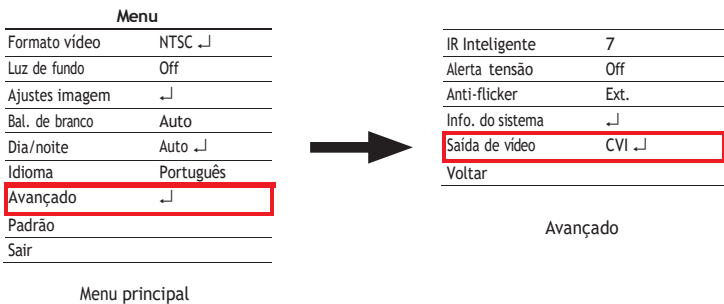 Menu
Formato vídeo NTSC ↵
Luz de fundo Off
Ajustes imagem ↵
Bal. de branco Auto
Dia/noite Auto ↵
Idioma Português
Avançado ↵
Padrão
Sair
Menu principal
IR Inteligente 7
Alerta tensão Off
Anti-flicker Ext.
Info. do sistema ↵
Saída de vídeo CVI ↵
Voltar
Avançado